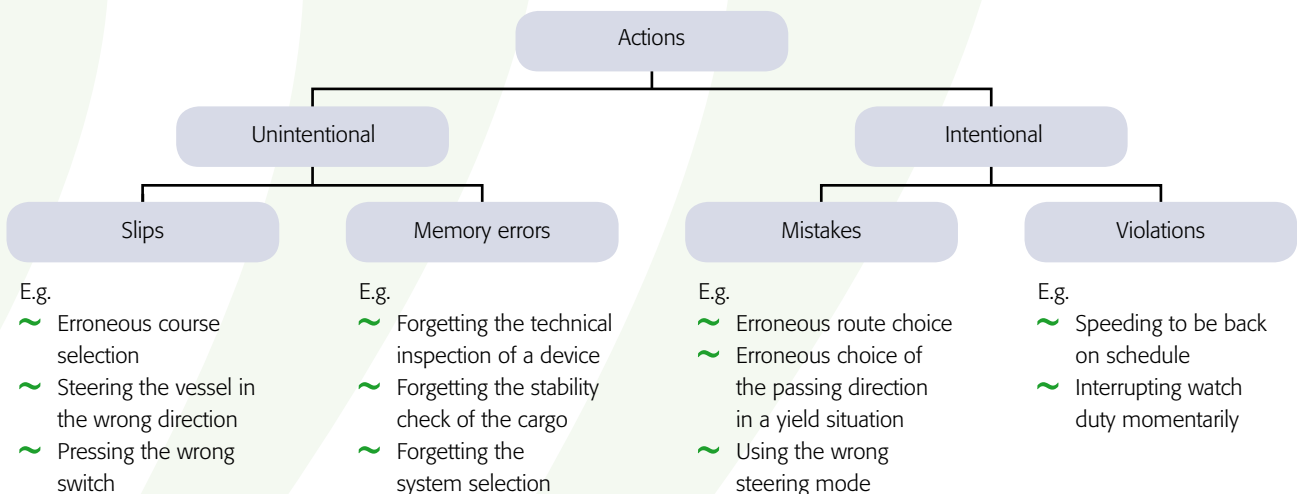 Actions
Unintentional
Intentional
Slips
Memory errors
Mistakes
Violations
E.g.
~ Erroneous course
selection
~ Steering the vessel in
the wrong direction
~ Pressing the wrong
switch
E.g.
~ Forgetting the technical
inspection of a device
~ Forgetting the stability
check of the cargo
~ Forgetting the
system selection
E.g.
~ Erroneous route choice
~ Erroneous choice of
the passing direction
in a yield situation
~ Using the wrong
steering mode
E.g.
~ Speeding to be back
on schedule
~ Interrupting watch
duty momentarily